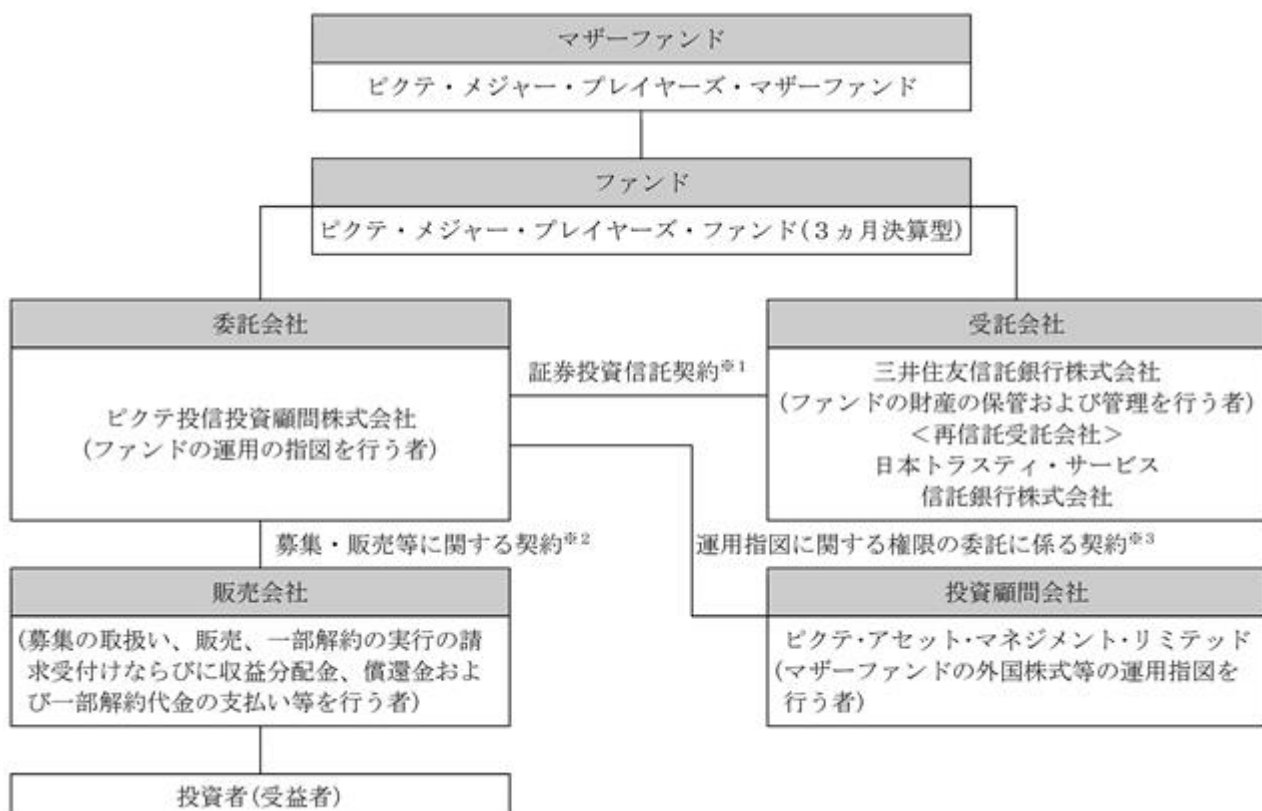 マザーファンド
ピクテ・メジャー・プレイヤーズ・マザーファンド
ファンド
ピクテ・メジャー・プレイヤーズ・ファンド(３ヵ月決算型)
委託会社
ピクテ投信投資顧問株式会社
(ファンドの運用の指図を行う者)
証券投資信託契約※1
受託会社
三井住友信託銀行株式会社
(ファンドの財産の保管および管理を行う者)
＜再信託受託会社＞
日本トラスティ・サービス
信託銀行株式会社
募集・販売等に関する契約※2
運用指図に関する権限の委託に係る契約※3
販売会社
(募集の取扱い、販売、一部解約の実行の請
求受付けならびに収益分配金、償還金およ
び一部解約代金の支払い等を行う者)
投資顧問会社
ピクテ・アセット・マネジメント・リミテッド
(マザーファンドの外国株式等の運用指図を
行う者)
投資者(受益者)